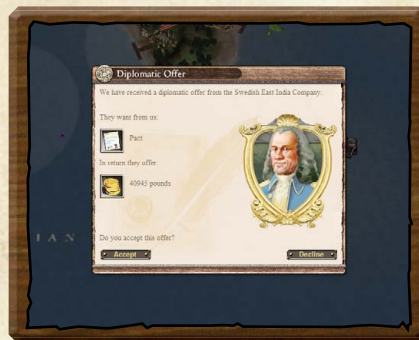 Diplomatic Offer
We have received a diplomatic offer from the Swedish East India Company.
They want from us:
Pact
In return they offer:
40945 pounds
I A N
Do you accept this offer?
Accept
Decline